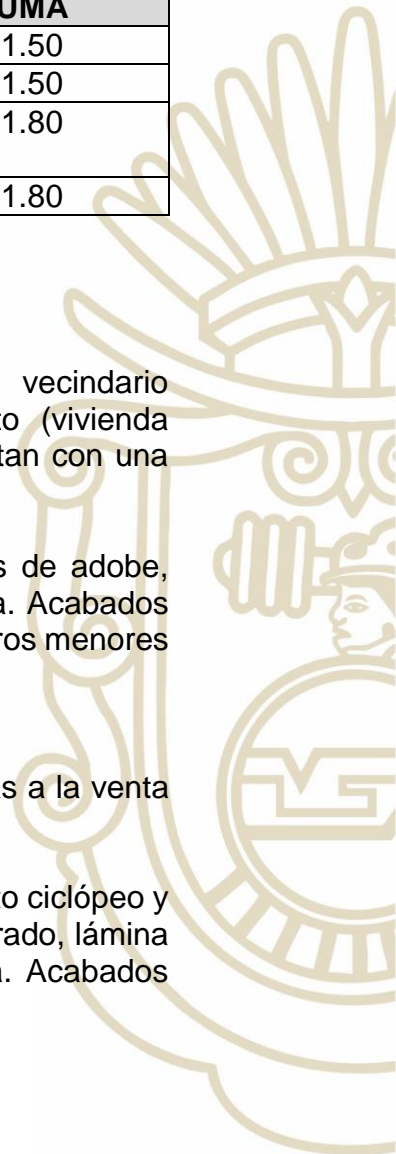 UMA
1.50
1.50
1.80
1.80
vecindario
to (vivienda
tan con una
s de adobe,
a. Acabados
ros menores
s a la venta
to ciclópeo y
rado, lámina
a. Acabados